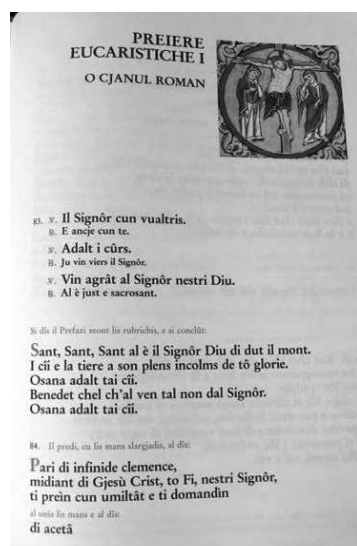 PREIERE
EUCARISTICHE I
O CJANUL ROMAN
83. V. Il Signôr cun vualtris.
R. E ancje cun te.
V. Adalt i cûrs.
R. Ju vin viers il Signôr.
V. Vin agrât al Signôr nestri Diu.
R. Al è just e sacrosant.
Si dîs il Prefazi seont lis rubrichis, e si conclût:
Sant, Sant, Sant al è il Signôr Diu di dut il mont.
I cîi e la tiere a son plens incolms de tô glorie.
Osana adalt tai cîi.
Benedet chel ch'al ven tal non dal Signôr.
Osana adalt tai cîi.
84. Il predi, cu lis mans slargjadis, al dîs:
Pari di infinide clemence,
midiant di Gjesù Crist, to Fi, nestri Signôr,
ti preìn cun umiltât e ti domandìn
al unìs lis mans e al dîs:
di acetâ